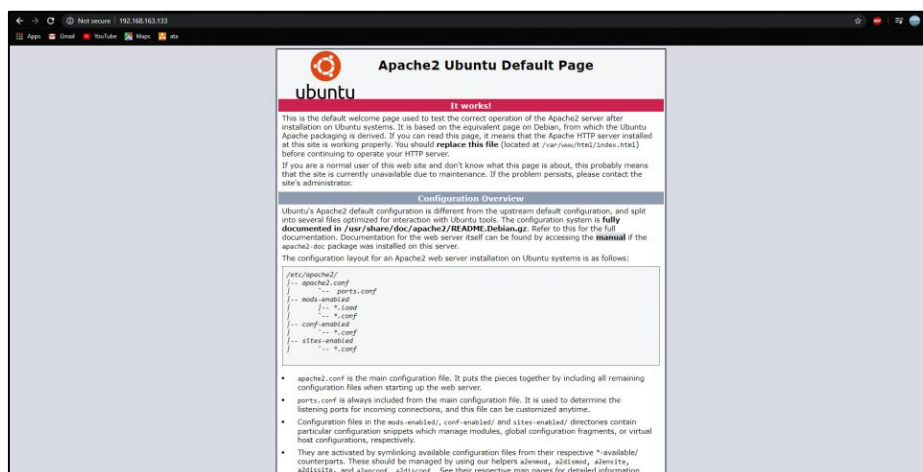 Not secure | 192.168.163.133
Apps Gmail YouTube Maps ata
ubuntu
Apache2 Ubuntu Default Page
It works!
This is the default welcome page used to test the correct operation of the Apache2 server after
installation on Ubuntu systems. It is based on the equivalent page on Debian, from which the Ubuntu
Apache packaging is derived. If you can read this page, it means that the Apache HTTP server installed
at this site is working properly. You should replace this file (located at /var/www/html/index.html)
before continuing to operate your HTTP server.
If you are a normal user of this web site and don't know what this page is about, this probably means
that the site is currently unavailable due to maintenance. If the problem persists, please contact the
site's administrator.
Configuration Overview
Ubuntu's Apache2 default configuration is different from the upstream default configuration, and split
into several files optimized for interaction with Ubuntu tools. The configuration system is fully
documented in /usr/share/doc/apache2/README.Debian.gz. Refer to this for the full
documentation. Documentation for the web server itself can be found by accessing the manual if the
apache2-doc package was installed on this server.
The configuration layout for an Apache2 web server installation on Ubuntu systems is as follows:
/etc/apache2/
|-- apache2.conf
|       `--  ports.conf
|-- mods-enabled
|       |-- *.load
|       `-- *.conf
|-- conf-enabled
|       `-- *.conf
|-- sites-enabled
|       `-- *.conf
• apache2.conf is the main configuration file. It puts the pieces together by including all remaining
configuration files when starting up the web server.
• ports.conf is always included from the main configuration file. It is used to determine the
listening ports for incoming connections, and this file can be customized anytime.
• Configuration files in the mods-enabled/, conf-enabled/ and sites-enabled/ directories contain
particular configuration snippets which manage modules, global configuration fragments, or virtual
host configurations, respectively.
• They are activated by symlinking available configuration files from their respective *-available/
counterparts. These should be managed by using our helpers a2enmod, a2dismod, a2ensite,
a2dissite, and a2enconf, a2disconf. See their respective man pages for detailed information.